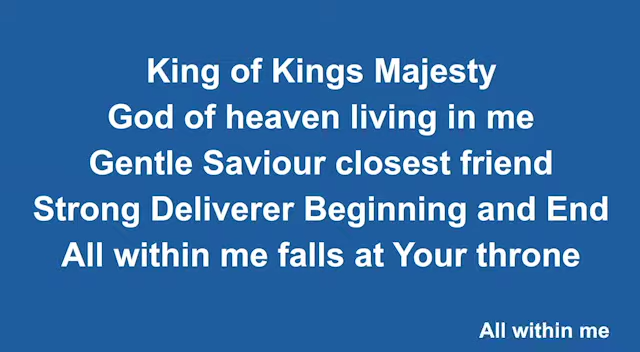 King of Kings Majesty
God of heaven living in me
Gentle Saviour closest friend
Strong Deliverer Beginning and End
All within me falls at Your throne
All within me